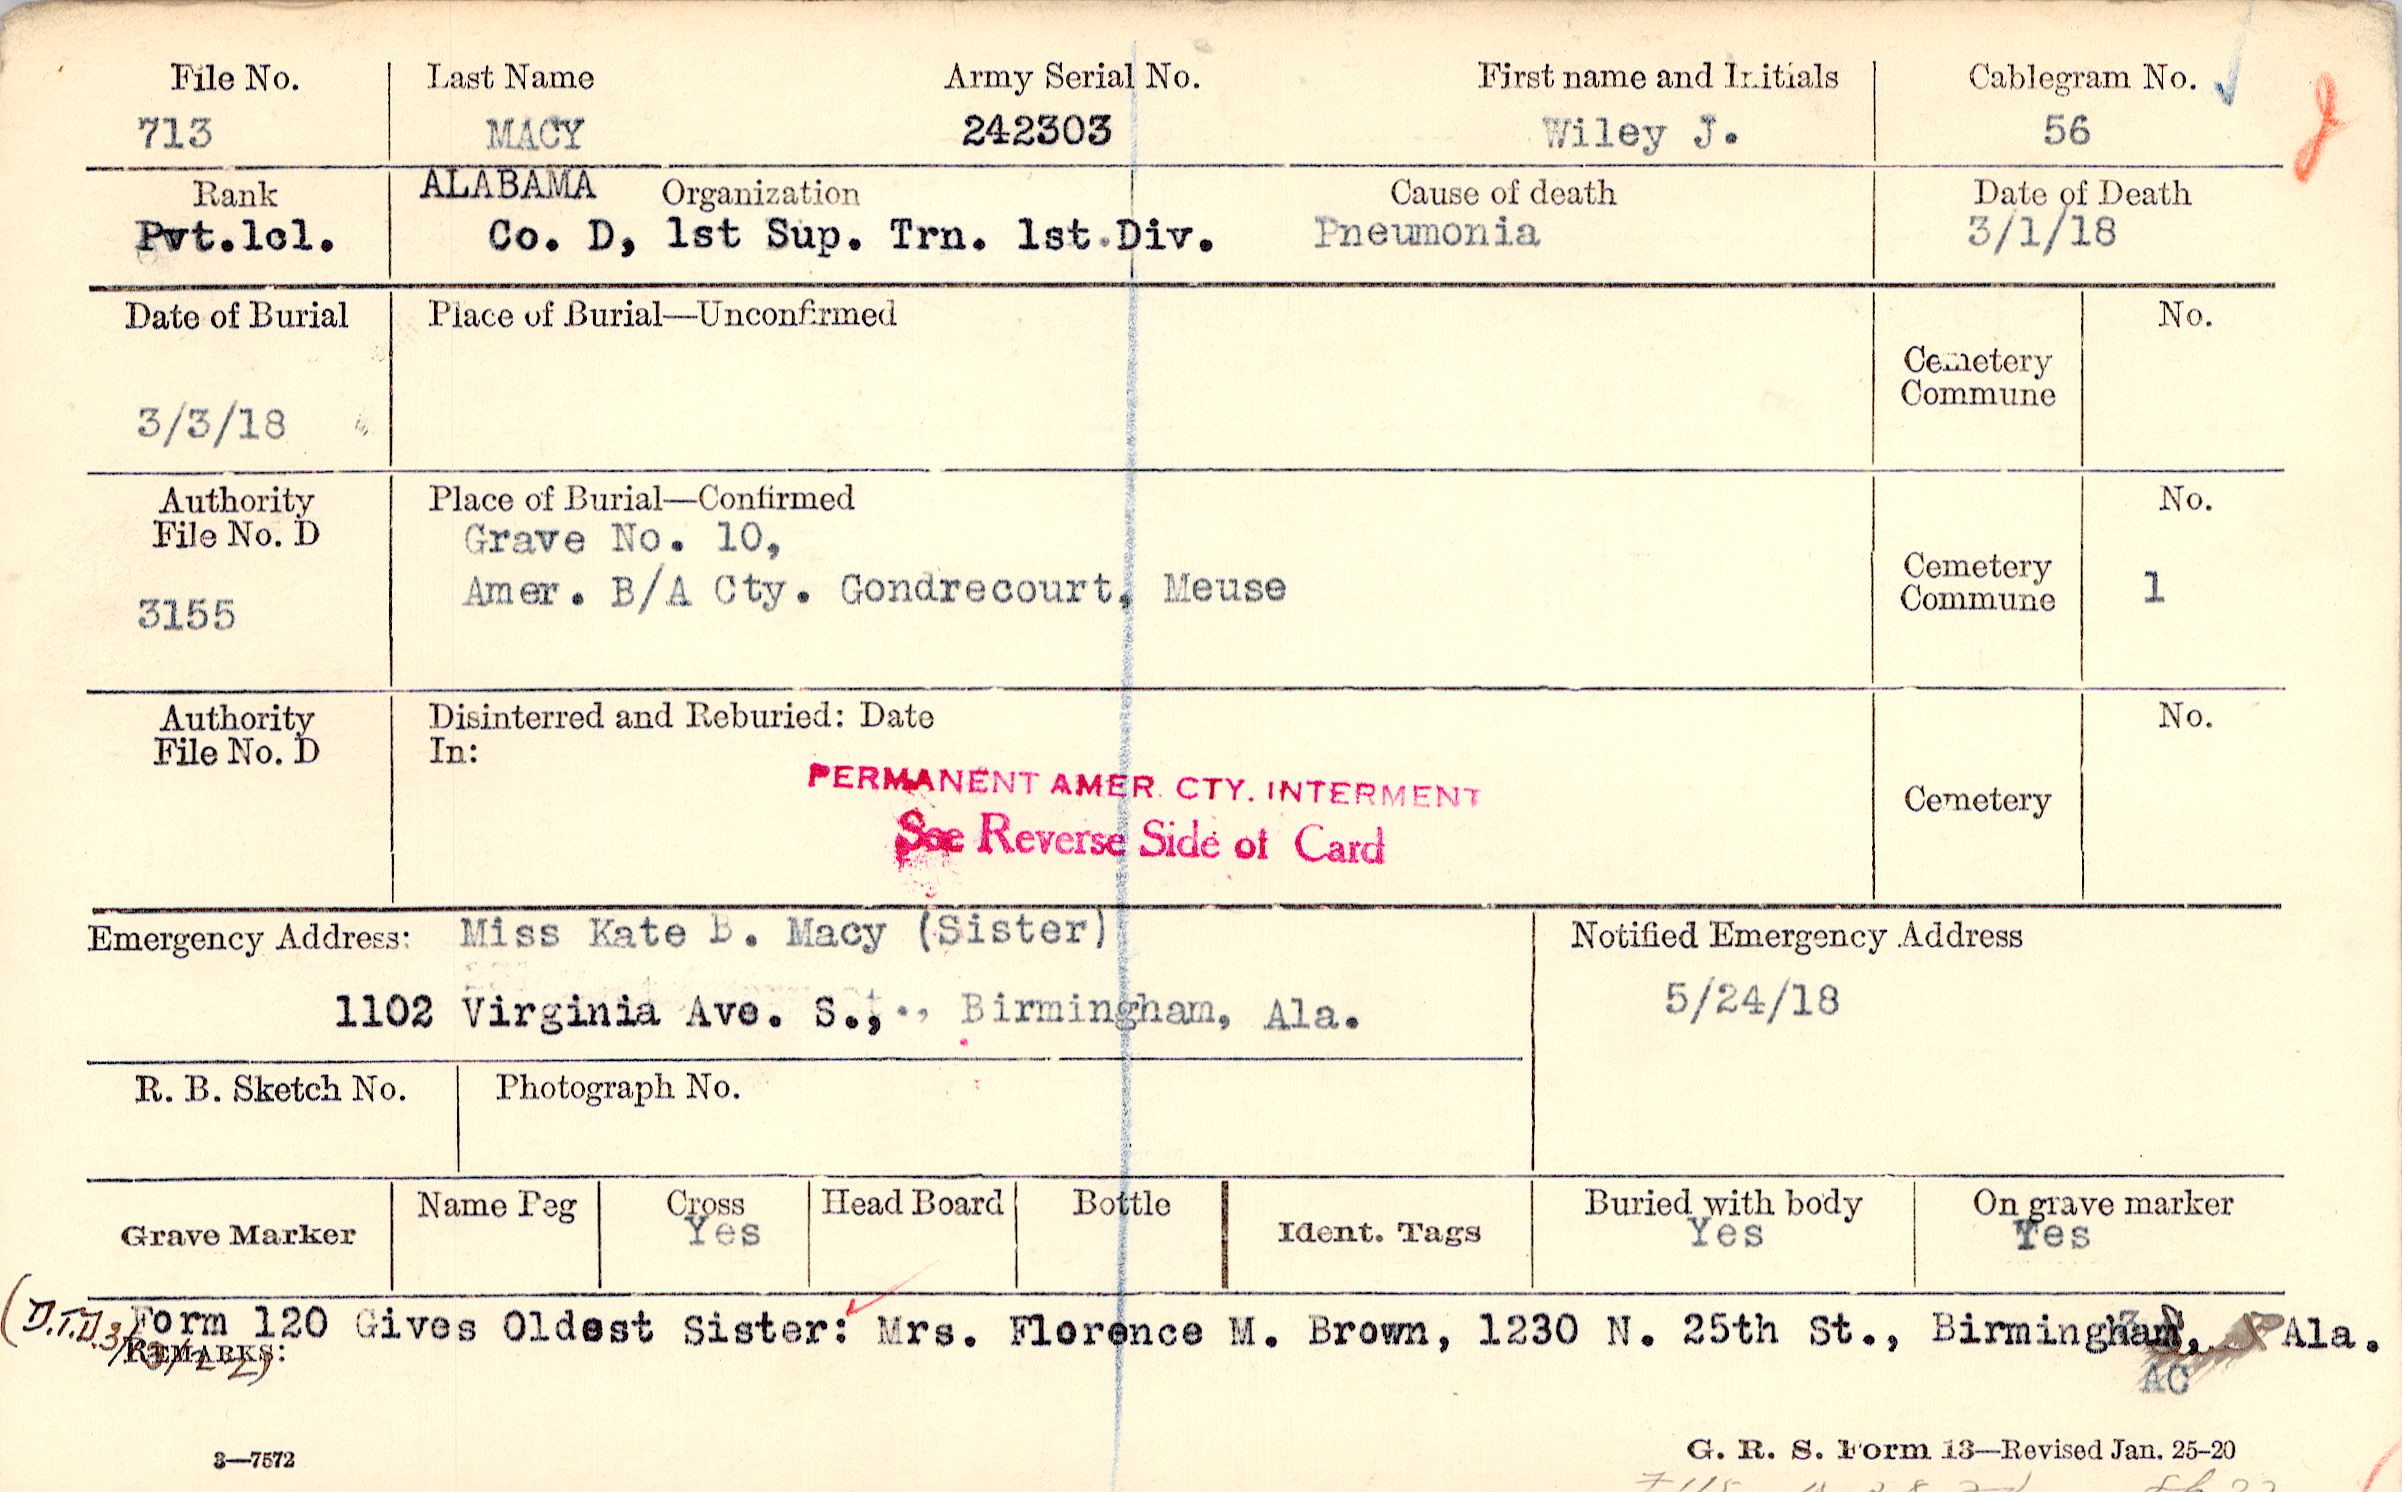 File No. Last Name Army Serial No. First name and Initials Cablegram No.
713 MACY 242303 Wiley J. 56
Rank ALABAMA Organization Cause of death Date of Death
Pvt.lcl. Co. D, 1st Sup. Trn. 1st.Div. Pneumonia 3/1/18
Date of Burial Place of Burial—Unconfirmed No.
Cemetery
Commune
3/3/18
Authority Place of Burial—Confirmed No.
File No. D Grave No. 10,
Cemetery
3155 Amer. B/A Cty. Gondrecourt, Meuse Commune 1
Authority Disinterred and Reburied: Date No.
File No. D In:
PERMANENT AMER. CTY. INTERMENT
Cemetery
See Reverse Side of Card
Emergency Address: Miss Kate B. Macy (Sister) Notified Emergency Address
1102 Virginia Ave. S., Birmingham, Ala. 5/24/18
R. B. Sketch No. Photograph No.
Grave Marker Name Peg Cross Head Board Bottle Ident. Tags Buried with body On grave marker
Yes Yes Yes
(D.T.D. Form 120 Gives Oldest Sister: Mrs. Florence M. Brown, 1230 N. 25th St., Birmingham, Ala.
REMARKS:
AC
3—7572 G. R. S. Form 13—Revised Jan. 25-20